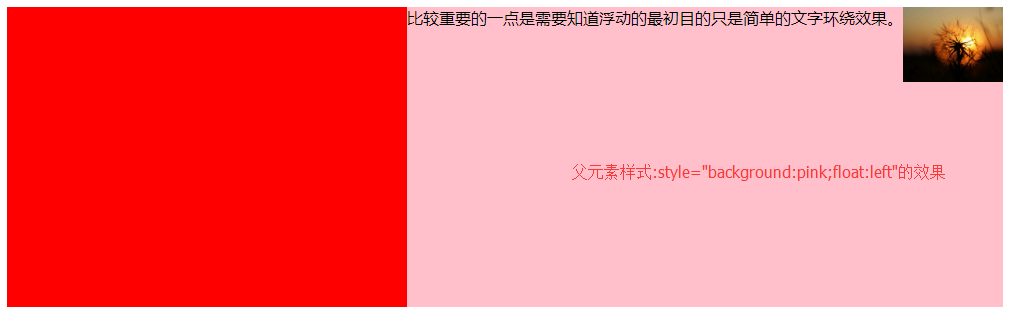 比较重要的一点是需要知道浮动的最初目的只是简单的文字环绕效果。
父元素样式:style="background:pink;float:left"的效果